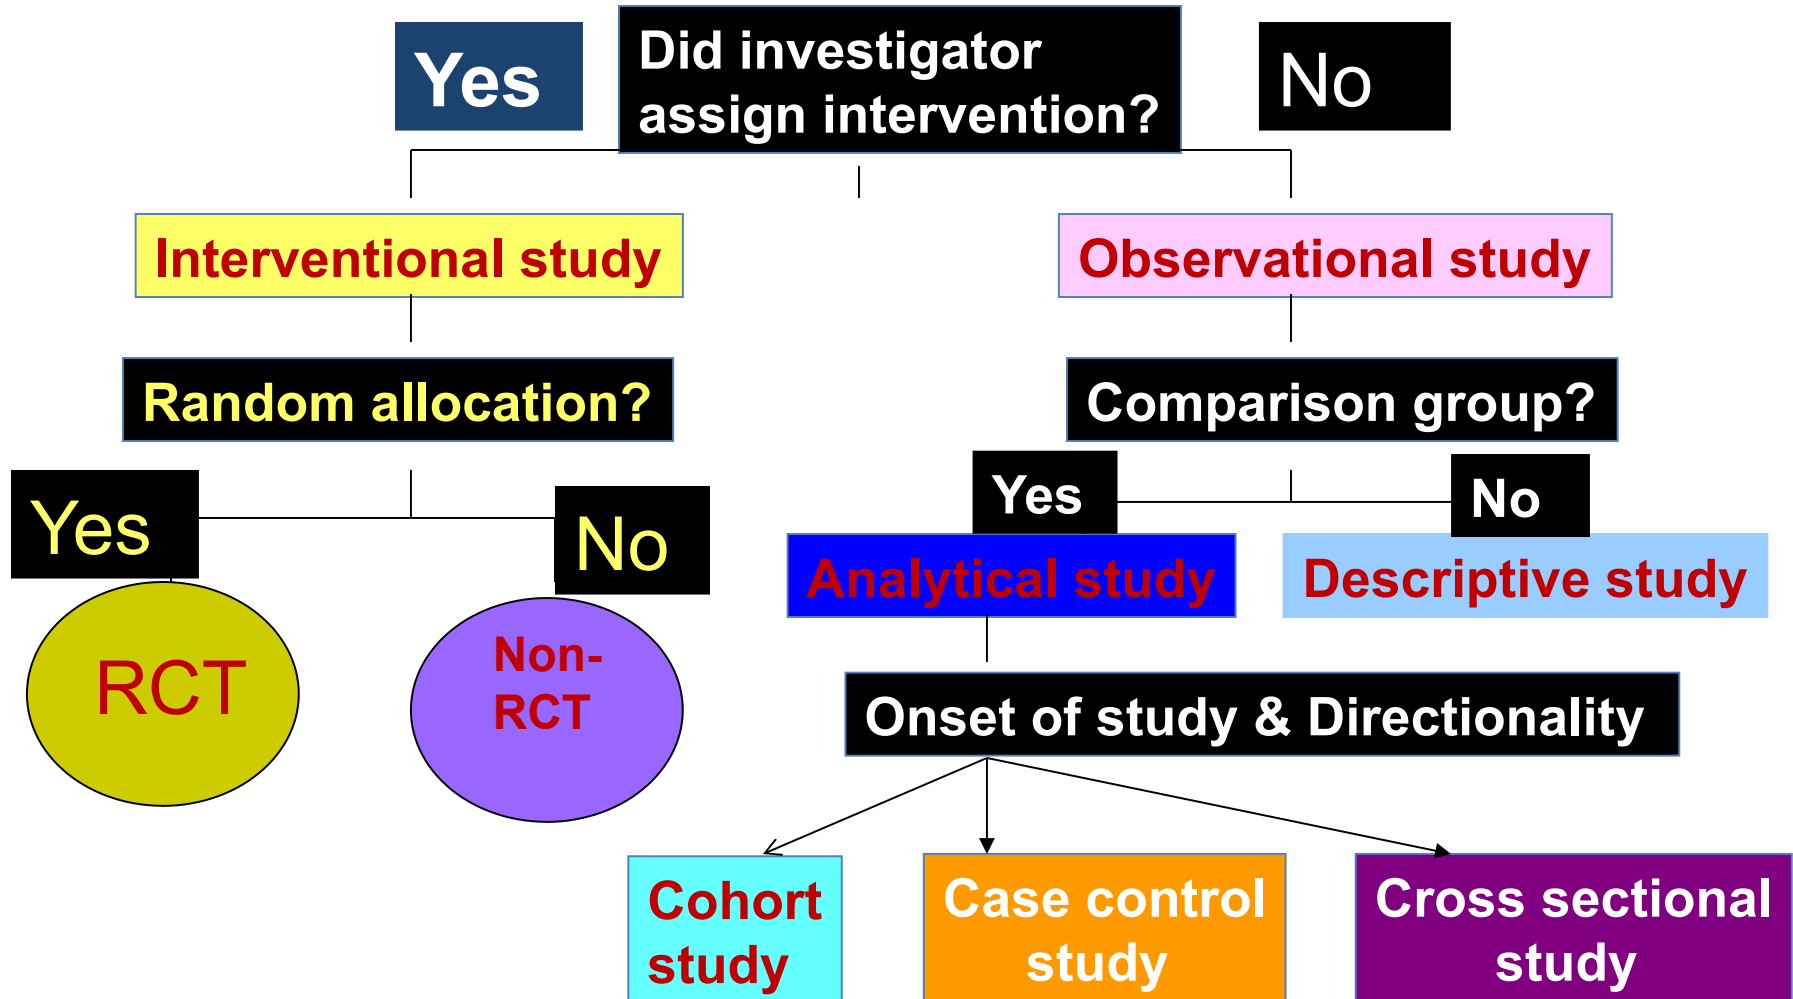 Yes
Did investigator
assign intervention?
No
Interventional study
Observational study
Random allocation?
Comparison group?
Yes
No
Yes
No
Analytical study
Descriptive study
RCT
Non-
RCT
Onset of study & Directionality
Cohort
study
Case control
study
Cross sectional
study